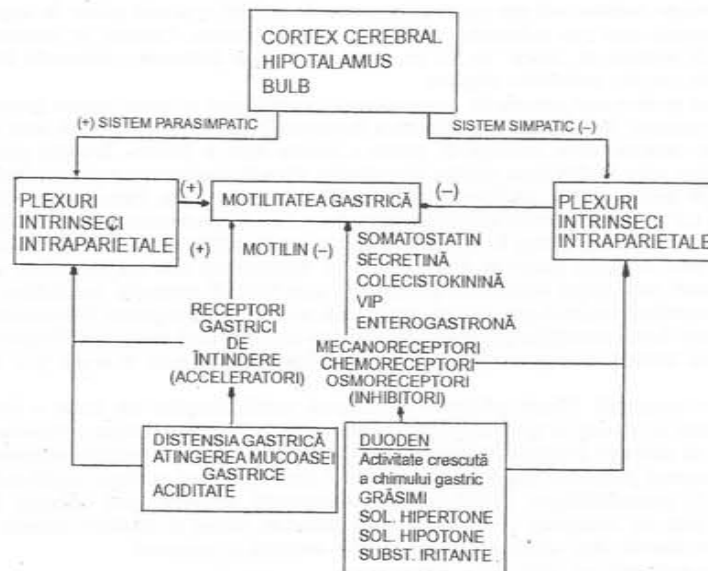 CORTEX CEREBRAL
HIPOTALAMUS
BULB
(+) SISTEM PARASIMPATIC
SISTEM SIMPATIC (–)
PLEXURI
INTRINSECI
INTRAPARIETALE
(+)
MOTILITATEA GASTRICĂ
(–)
PLEXURI
INTRINSECI
INTRAPARIETALE
(+)
MOTILIN (–)
SOMATOSTATIN
SECRETINĂ
COLECISTOKININĂ
VIP
ENTEROGASTRONĂ
RECEPTORI
GASTRICI
DE
ÎNTINDERE
(ACCELERATORI)
MECANORECEPTORI
CHEMORECEPTORI
OSMORECEPTORI
(INHIBITORI)
DISTENSIA GASTRICĂ
ATINGEREA MUCOASEI
GASTRICE
ACIDITATE
DUODEN
Activitate crescută
a chimului gastric
GRĂSIMI
SOL. HIPERTONE
SOL. HIPOTONE
SUBST. IRITANTE